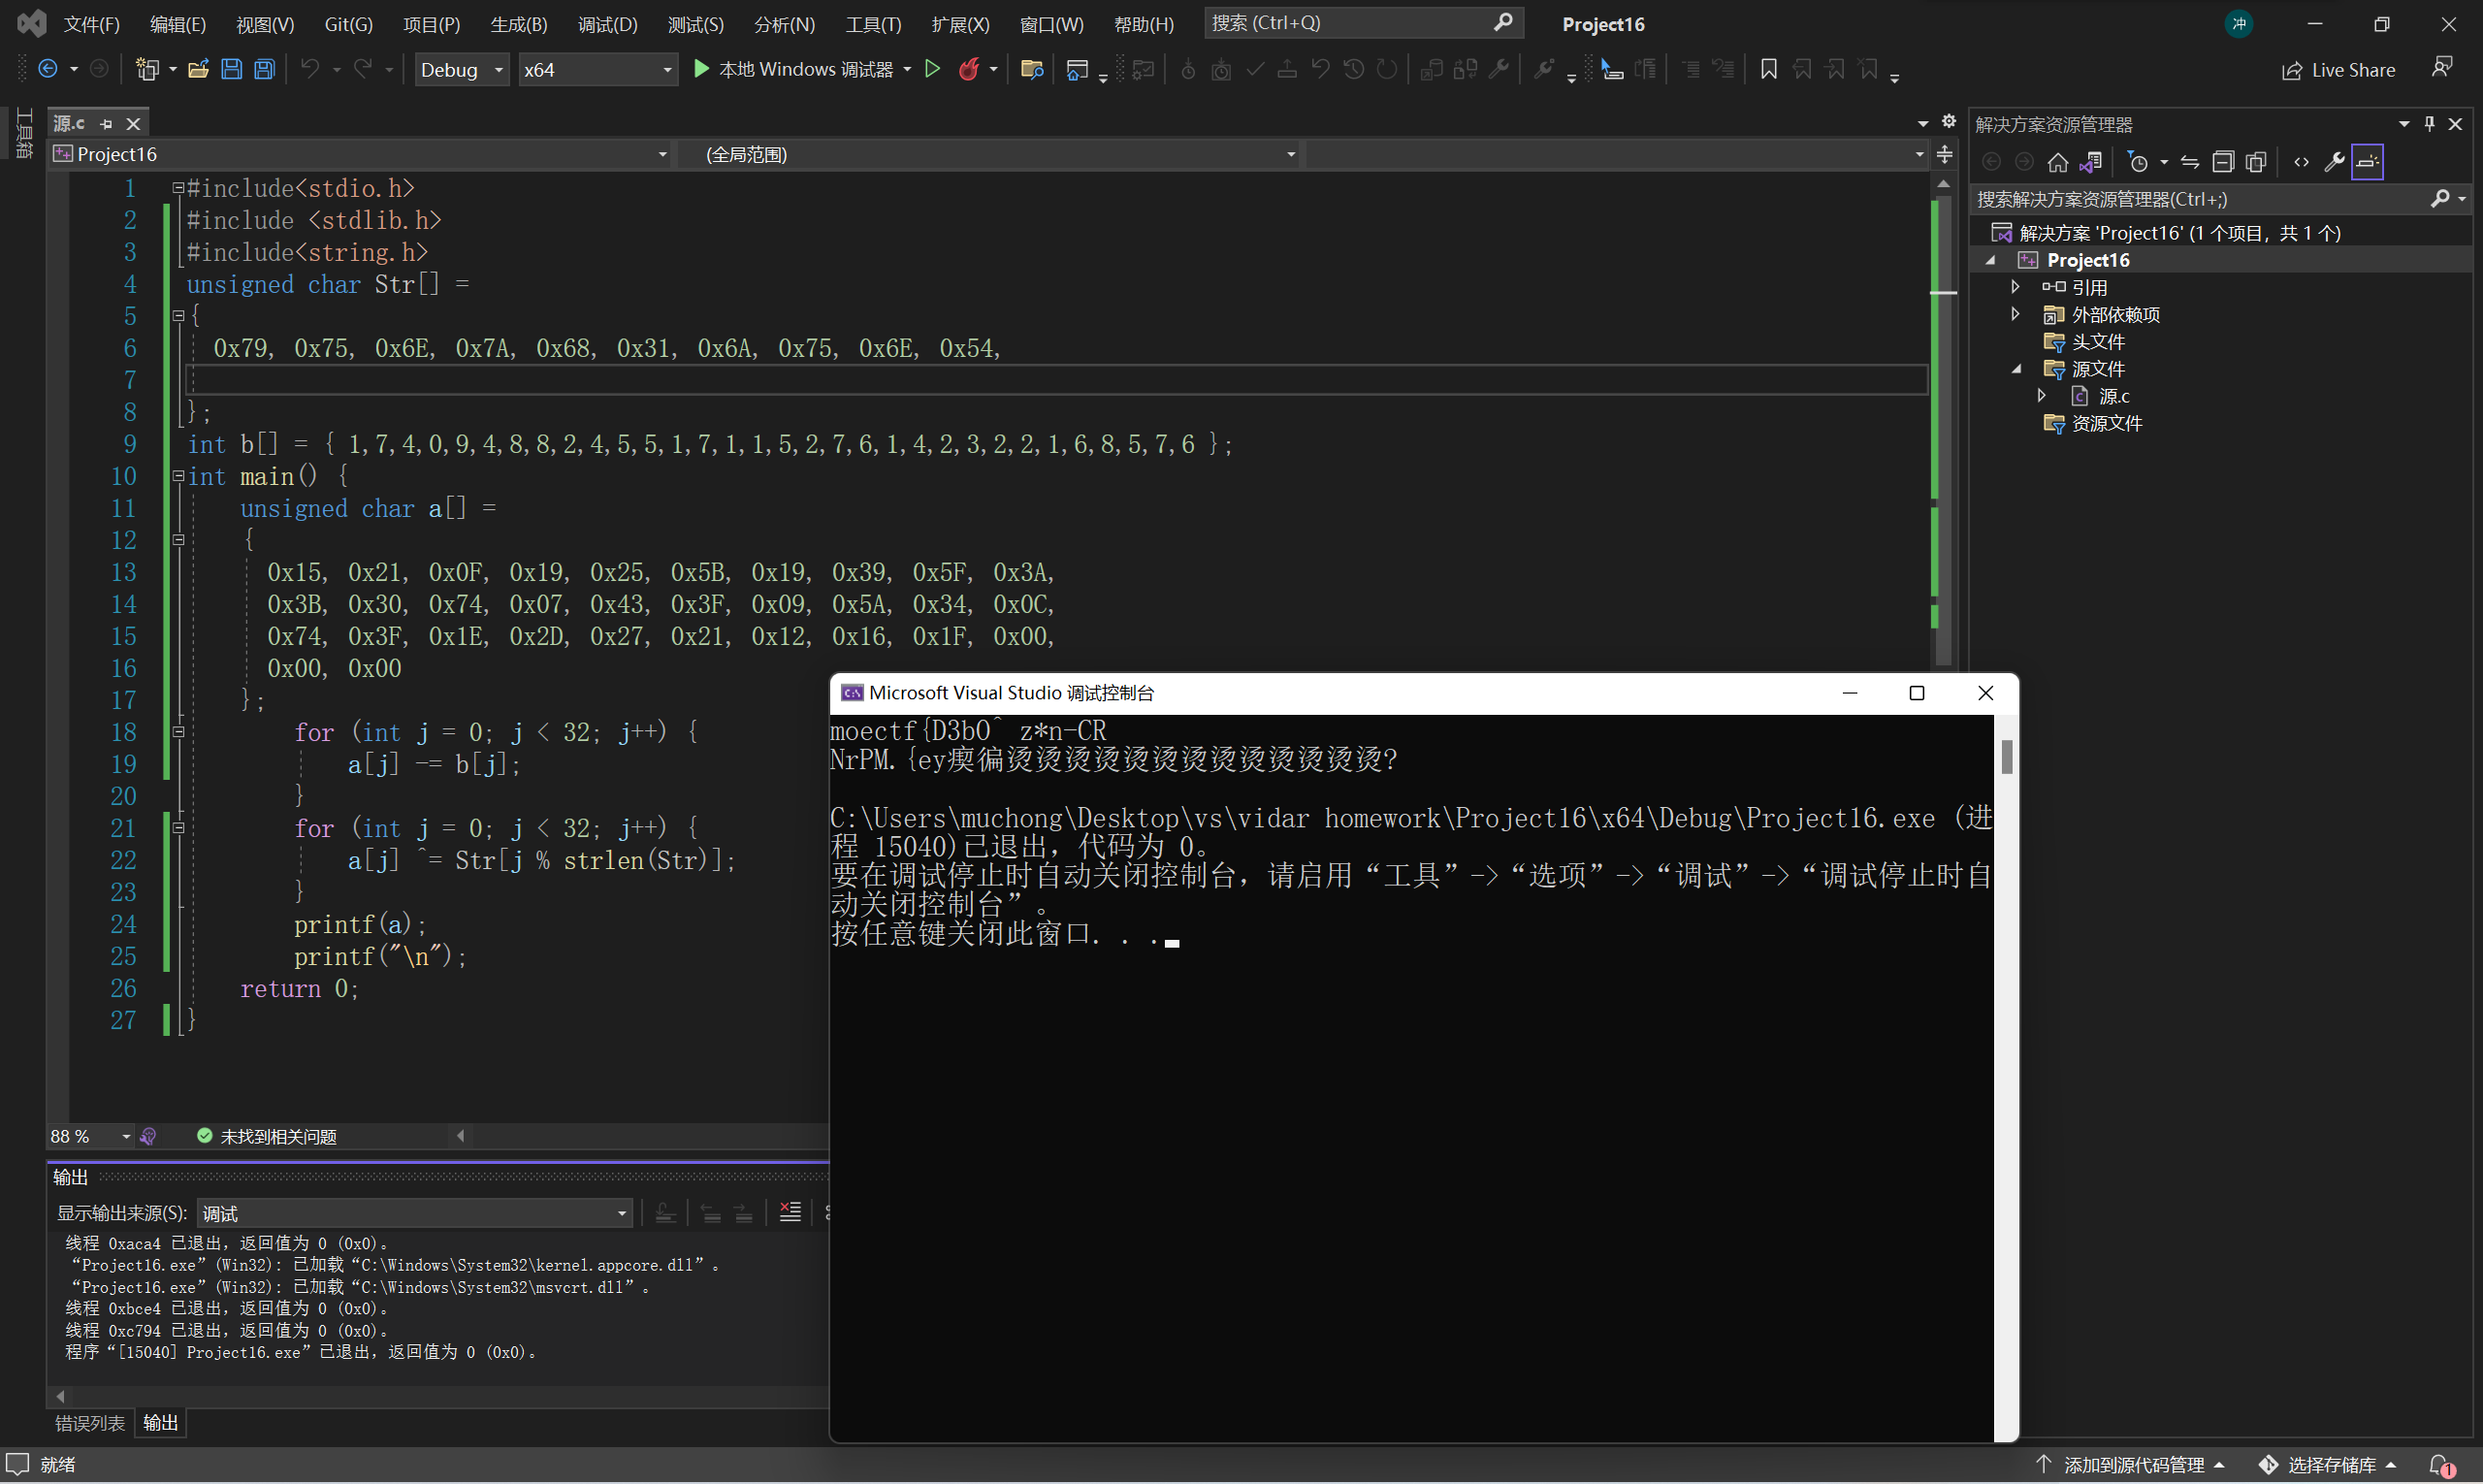 文件(F) 编辑(E) 视图(V) Git(G) 项目(P) 生成(B) 调试(D) 测试(S) 分析(N) 工具(T) 扩展(X) 窗口(W) 帮助(H) 搜索 (Ctrl+Q) Project16 冲
Debug x64 本地 Windows 调试器 Live Share
工具箱
源.c
Project16 (全局范围)
1 #include<stdio.h>
2 #include <stdlib.h>
3 #include<string.h>
4 unsigned char Str[] =
5 {
6 0x79, 0x75, 0x6E, 0x7A, 0x68, 0x31, 0x6A, 0x75, 0x6E, 0x54,
7
8 };
9 int b[] = { 1,7,4,0,9,4,8,8,2,4,5,5,1,7,1,1,5,2,7,6,1,4,2,3,2,2,1,6,8,5,7,6 };
10 int main() {
11 unsigned char a[] =
12 {
13 0x15, 0x21, 0x0F, 0x19, 0x25, 0x5B, 0x19, 0x39, 0x5F, 0x3A,
14 0x3B, 0x30, 0x74, 0x07, 0x43, 0x3F, 0x09, 0x5A, 0x34, 0x0C,
15 0x74, 0x3F, 0x1E, 0x2D, 0x27, 0x21, 0x12, 0x16, 0x1F, 0x00,
16 0x00, 0x00
17 };
18 for (int j = 0; j < 32; j++) {
19 a[j] -= b[j];
20 }
21 for (int j = 0; j < 32; j++) {
22 a[j] ^= Str[j % strlen(Str)];
23 }
24 printf(a);
25 printf("\n");
26 return 0;
27 }
88 % 未找到相关问题
输出
显示输出来源(S): 调试
线程 0xaca4 已退出，返回值为 0 (0x0)。
“Project16.exe”(Win32): 已加载“C:\Windows\System32\kernel.appcore.dll”。
“Project16.exe”(Win32): 已加载“C:\Windows\System32\msvcrt.dll”。
线程 0xbce4 已退出，返回值为 0 (0x0)。
线程 0xc794 已退出，返回值为 0 (0x0)。
程序“[15040] Project16.exe”已退出，返回值为 0 (0x0)。
错误列表 输出
就绪
Microsoft Visual Studio 调试控制台
moectf{D3bO^ z*n-CR
NrPM.{ey瘈徧烫烫烫烫烫烫烫烫烫烫烫烫烫?
C:\Users\muchong\Desktop\vs\vidar homework\Project16\x64\Debug\Project16.exe (进
程 15040)已退出，代码为 0。
要在调试停止时自动关闭控制台，请启用“工具”->“选项”->“调试”->“调试停止时自
动关闭控制台”。
按任意键关闭此窗口. . .
解决方案资源管理器
搜索解决方案资源管理器(Ctrl+;)
解决方案 'Project16' (1 个项目，共 1 个)
Project16
引用
外部依赖项
头文件
源文件
源.c
资源文件
添加到源代码管理 选择存储库 1